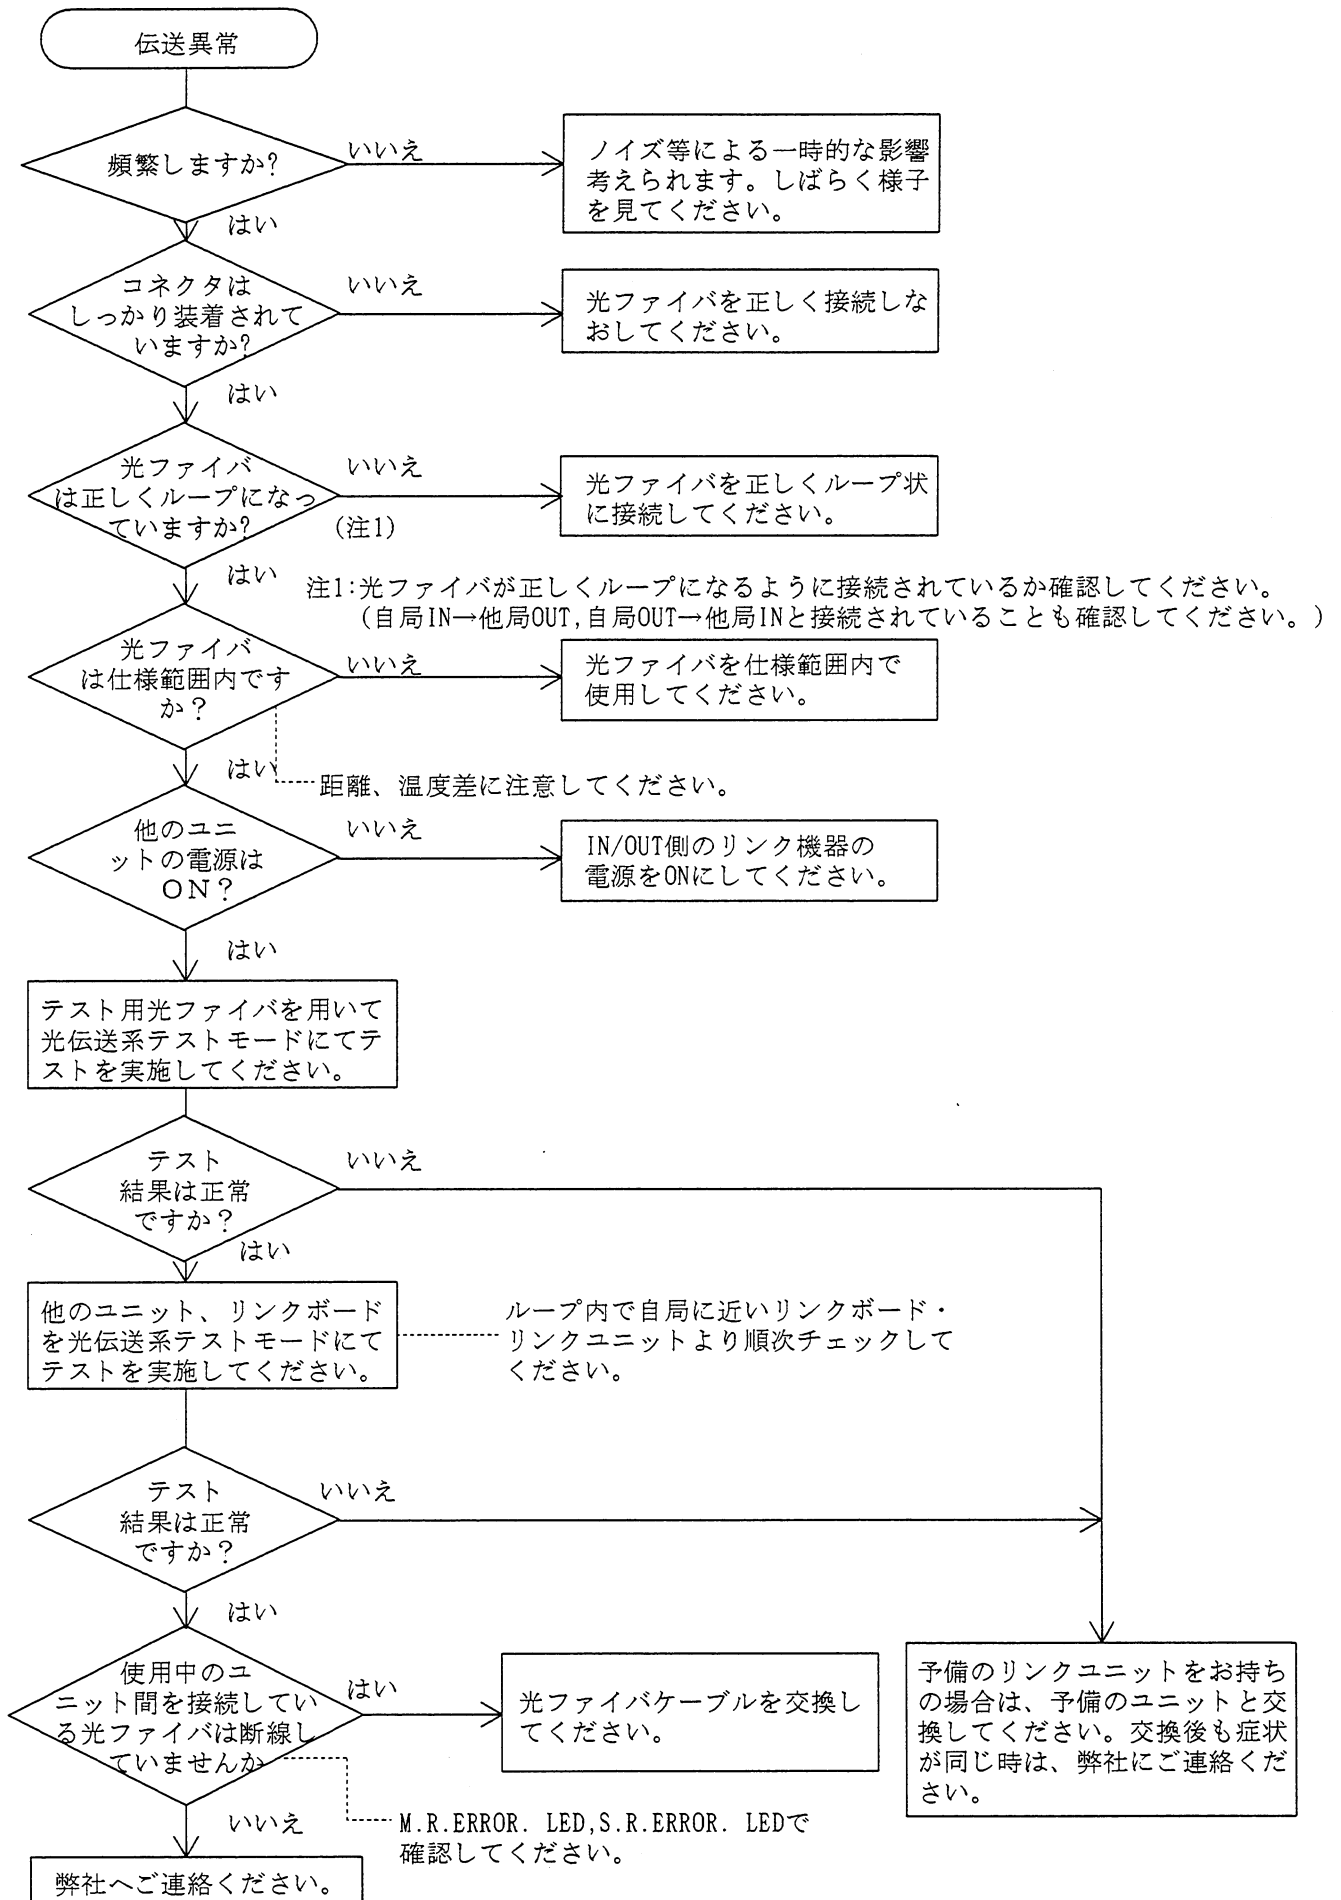 伝送異常
頻繁しますか?
いいえ
ノイズ等による一時的な影響
考えられます。しばらく様子
を見てください。
はい
コネクタは
しっかり装着されて
いますか?
いいえ
光ファイバを正しく接続しな
おしてください。
はい
光ファイバ
は正しくループになっ
ていますか?
いいえ
(注1)
光ファイバを正しくループ状
に接続してください。
はい
注1:光ファイバが正しくループになるように接続されているか確認してください。
(自局IN→他局OUT,自局OUT→他局INと接続されていることも確認してください。)
光ファイバ
は仕様範囲内です
か?
いいえ
光ファイバを仕様範囲内で
使用してください。
はい
距離、温度差に注意してください。
他のユニ
ットの電源は
ON?
いいえ
IN/OUT側のリンク機器の
電源をONにしてください。
はい
テスト用光ファイバを用いて
光伝送系テストモードにてテ
ストを実施してください。
テスト
結果は正常
ですか?
いいえ
はい
他のユニット、リンクボード
を光伝送系テストモードにて
テストを実施してください。
ループ内で自局に近いリンクボード・
リンクユニットより順次チェックして
ください。
テスト
結果は正常
ですか?
いいえ
はい
使用中のユ
ニット間を接続してい
る光ファイバは断線し
ていませんか
はい
光ファイバケーブルを交換し
てください。
予備のリンクユニットをお持ち
の場合は、予備のユニットと交
換してください。交換後も症状
が同じ時は、弊社にご連絡くだ
さい。
いいえ
M.R.ERROR. LED,S.R.ERROR. LEDで
確認してください。
弊社へご連絡ください。